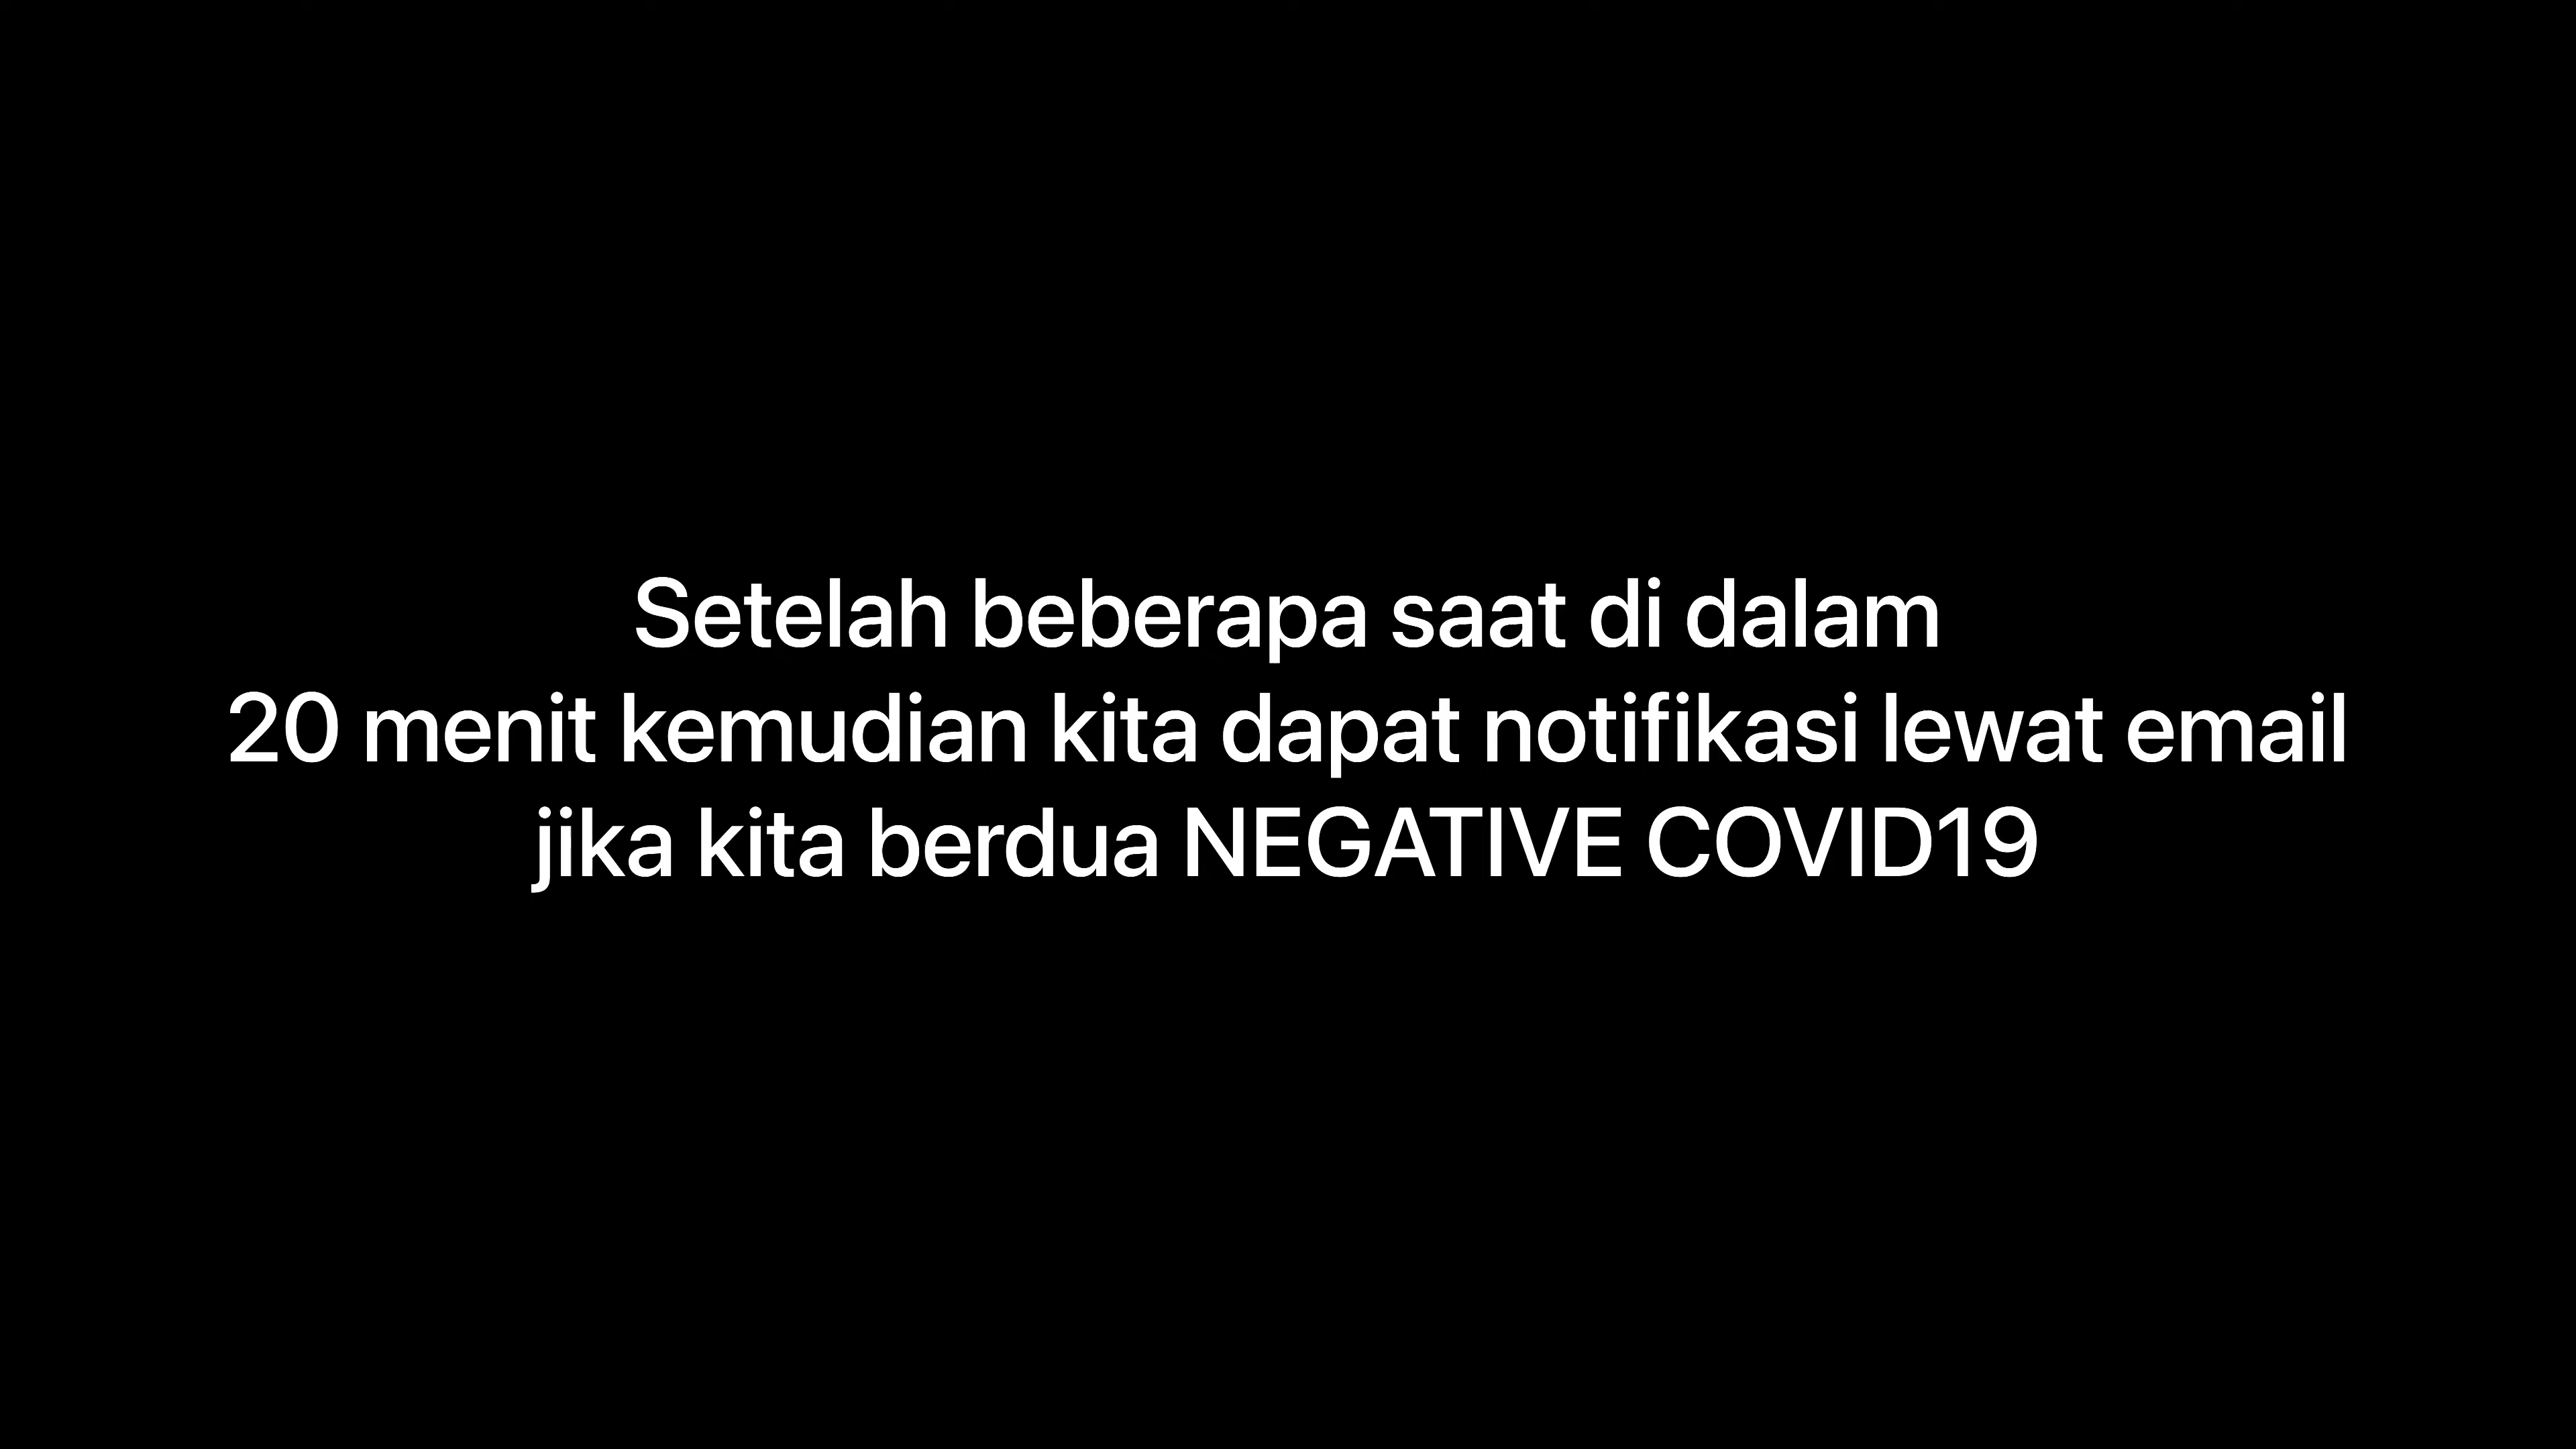 Setelah beberapa saat di dalam
20 menit kemudian kita dapat notifikasi lewat email
jika kita berdua NEGATIVE COVID19